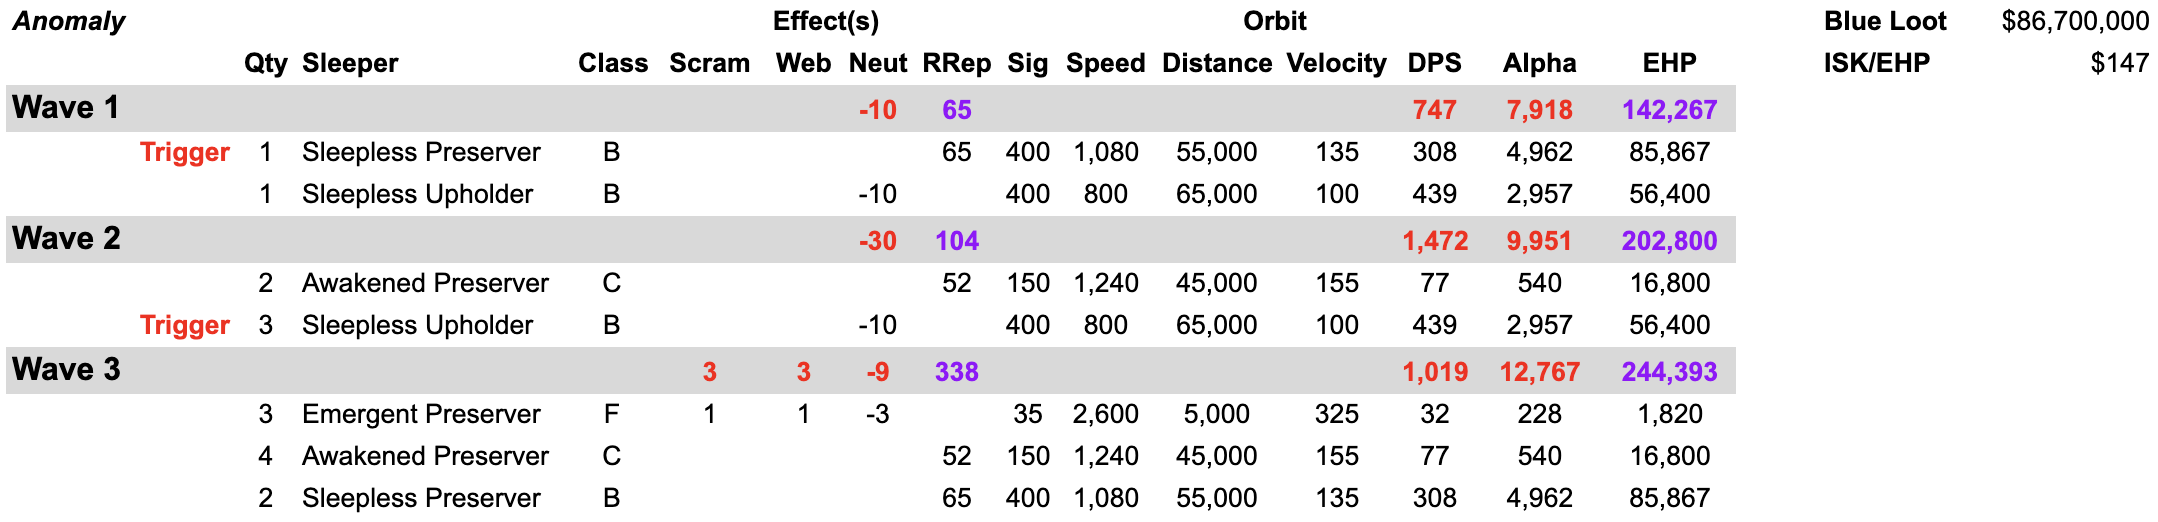 Anomaly Effect(s) Orbit Blue Loot $86,700,000
Qty Sleeper Class Scram Web Neut RRep Sig Speed Distance Velocity DPS Alpha EHP ISK/EHP $147
Wave 1 -10 65 747 7,918 142,267
Trigger 1 Sleepless Preserver B 65 400 1,080 55,000 135 308 4,962 85,867
1 Sleepless Upholder B -10 400 800 65,000 100 439 2,957 56,400
Wave 2 -30 104 1,472 9,951 202,800
2 Awakened Preserver C 52 150 1,240 45,000 155 77 540 16,800
Trigger 3 Sleepless Upholder B -10 400 800 65,000 100 439 2,957 56,400
Wave 3 3 3 -9 338 1,019 12,767 244,393
3 Emergent Preserver F 1 1 -3 35 2,600 5,000 325 32 228 1,820
4 Awakened Preserver C 52 150 1,240 45,000 155 77 540 16,800
2 Sleepless Preserver B 65 400 1,080 55,000 135 308 4,962 85,867